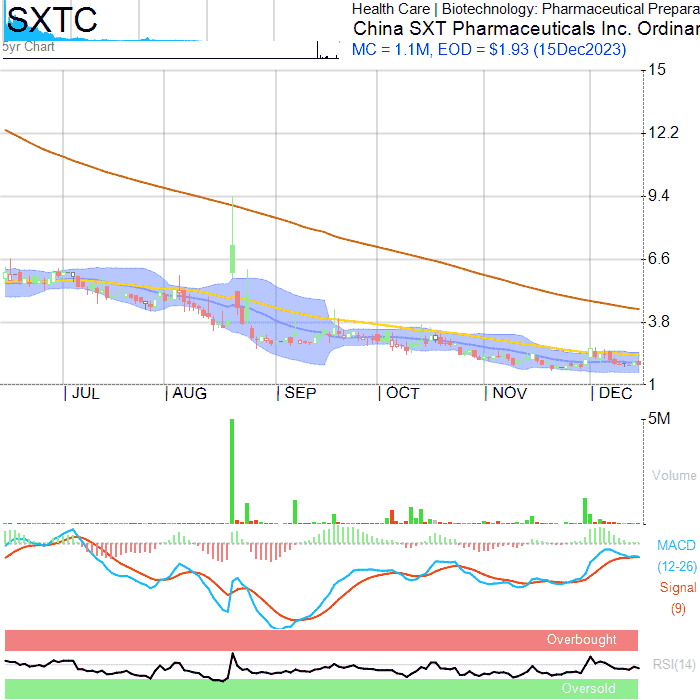 SXTC
Health Care | Biotechnology: Pharmaceutical Prepara
China SXT Pharmaceuticals Inc. Ordinar
5yr Chart
MC = 1.1M, EOD = $1.93 (15Dec2023)
15
12.2
9.4
6.6
3.8
1
JUL AUG SEP OCT NOV DEC
5M
Volume
MACD
(12-26)
Signal
(9)
Overbought
RSI(14)
Oversold